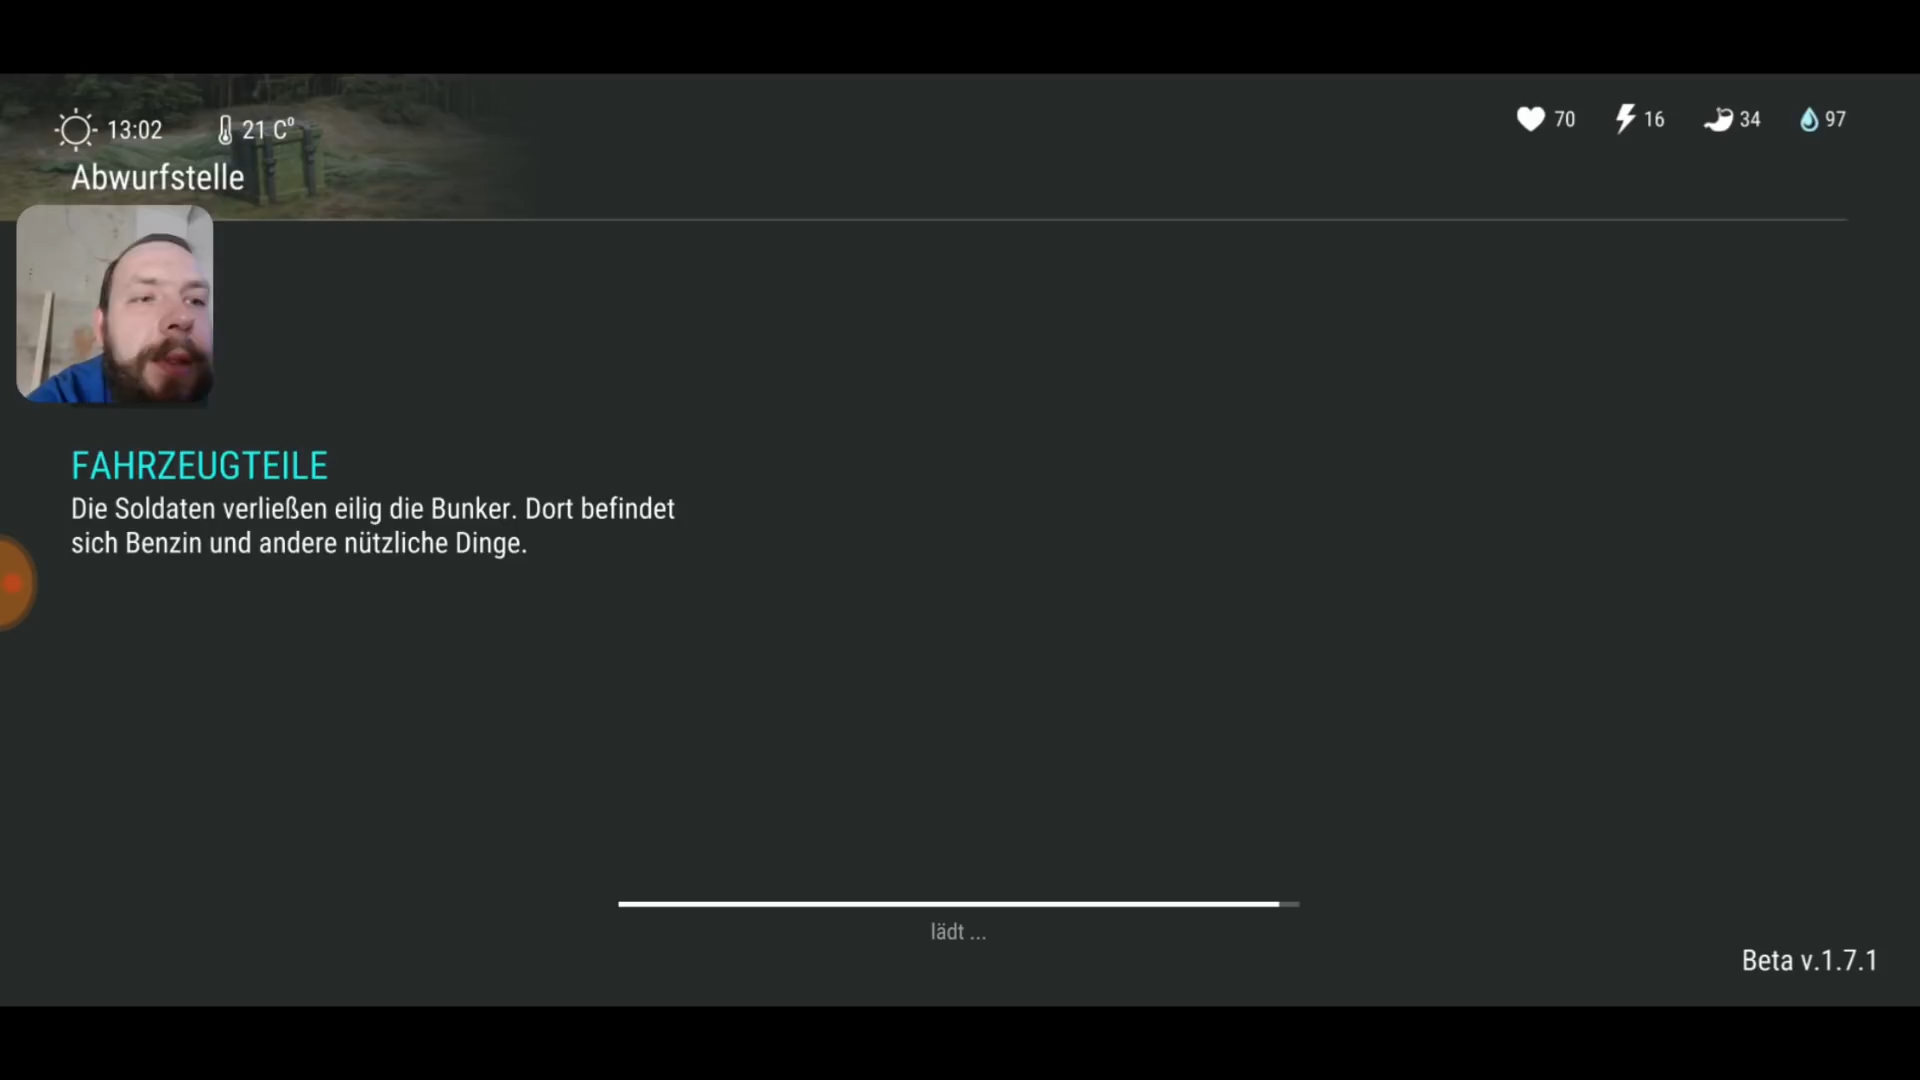 13:02 21 C° 70 16 34 97
Abwurfstelle
FAHRZEUGTEILE
Die Soldaten verließen eilig die Bunker. Dort befindet
sich Benzin und andere nützliche Dinge.
lädt ...
Beta v.1.7.1